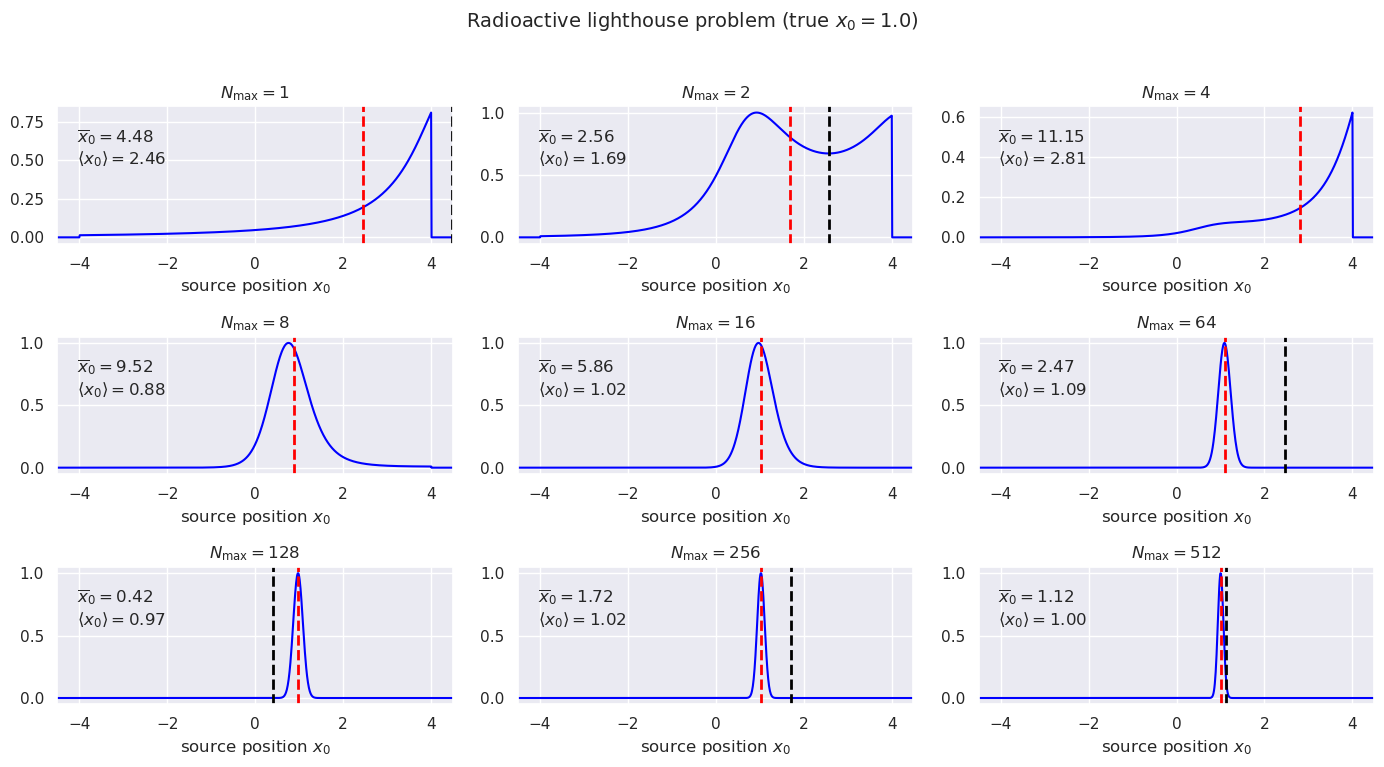 Radioactive lighthouse problem (true x₀ = 1.0)
N_max = 1
0.75
0.50
0.25
0.00
x̅₀ = 4.48
⟨x₀⟩ = 2.46
−4 −2 0 2 4
source position x₀
N_max = 2
1.0
0.5
0.0
x̅₀ = 2.56
⟨x₀⟩ = 1.69
−4 −2 0 2 4
source position x₀
N_max = 4
0.6
0.4
0.2
0.0
x̅₀ = 11.15
⟨x₀⟩ = 2.81
−4 −2 0 2 4
source position x₀
N_max = 8
1.0
0.5
0.0
x̅₀ = 9.52
⟨x₀⟩ = 0.88
−4 −2 0 2 4
source position x₀
N_max = 16
1.0
0.5
0.0
x̅₀ = 5.86
⟨x₀⟩ = 1.02
−4 −2 0 2 4
source position x₀
N_max = 64
1.0
0.5
0.0
x̅₀ = 2.47
⟨x₀⟩ = 1.09
−4 −2 0 2 4
source position x₀
N_max = 128
1.0
0.5
0.0
x̅₀ = 0.42
⟨x₀⟩ = 0.97
−4 −2 0 2 4
source position x₀
N_max = 256
1.0
0.5
0.0
x̅₀ = 1.72
⟨x₀⟩ = 1.02
−4 −2 0 2 4
source position x₀
N_max = 512
1.0
0.5
0.0
x̅₀ = 1.12
⟨x₀⟩ = 1.00
−4 −2 0 2 4
source position x₀